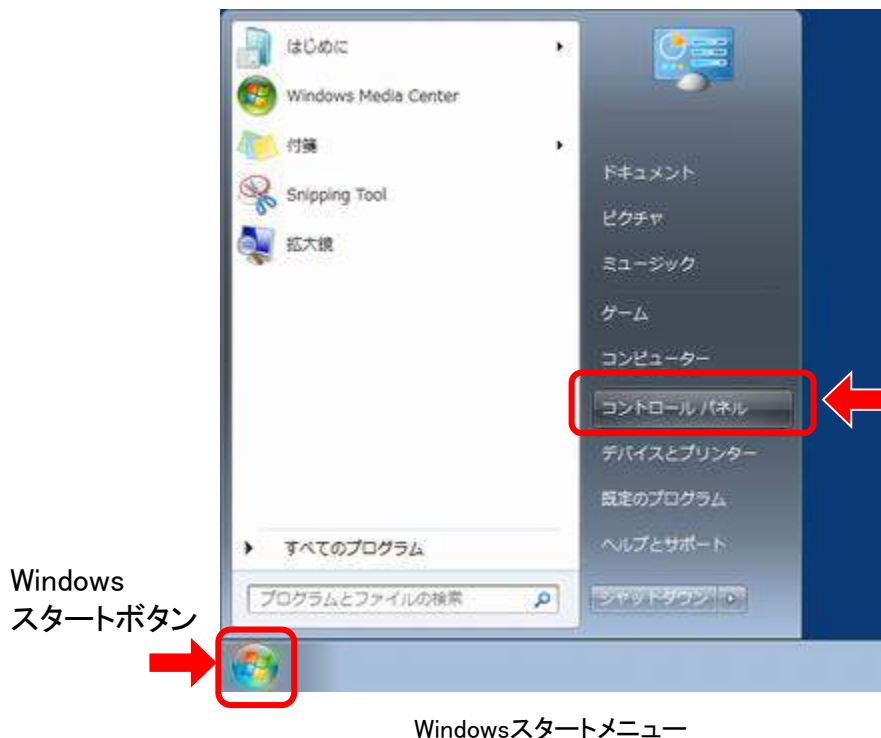 はじめに
Windows Media Center
付箋
Snipping Tool
拡大鏡
すべてのプログラム
プログラムとファイルの検索
ドキュメント
ピクチャ
ミュージック
ゲーム
コンピューター
コントロール パネル
デバイスとプリンター
既定のプログラム
ヘルプとサポート
シャットダウン
Windows
スタートボタン
Windowsスタートメニュー